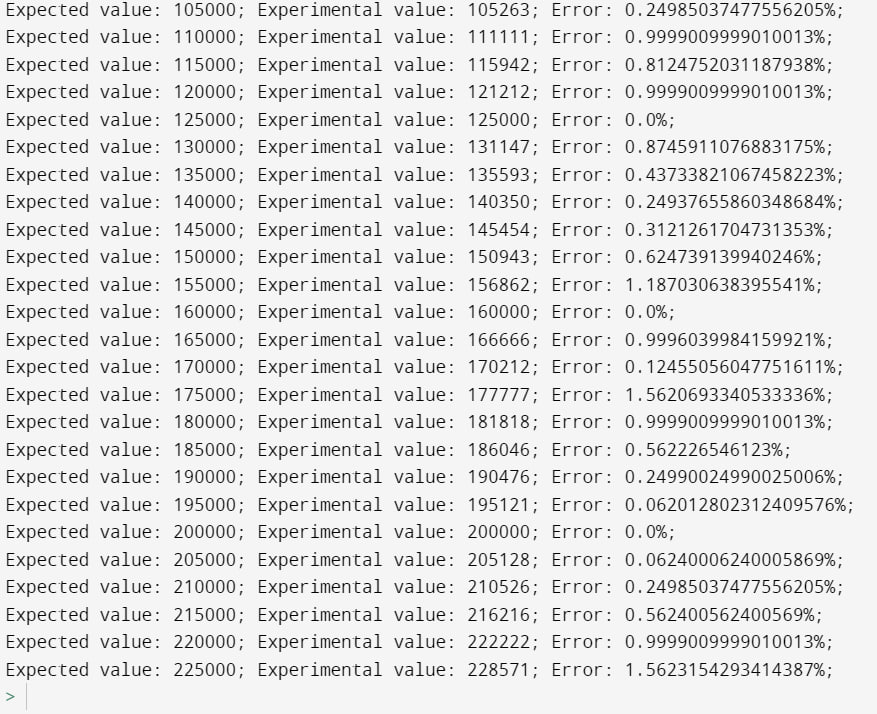 Expected value: 105000; Experimental value: 105263; Error: 0.24985037477556205%;
Expected value: 110000; Experimental value: 111111; Error: 0.9999009999010013%;
Expected value: 115000; Experimental value: 115942; Error: 0.8124752031187938%;
Expected value: 120000; Experimental value: 121212; Error: 0.9999009999010013%;
Expected value: 125000; Experimental value: 125000; Error: 0.0%;
Expected value: 130000; Experimental value: 131147; Error: 0.8745911076883175%;
Expected value: 135000; Experimental value: 135593; Error: 0.43733821067458223%;
Expected value: 140000; Experimental value: 140350; Error: 0.24937655860348684%;
Expected value: 145000; Experimental value: 145454; Error: 0.3121261704731353%;
Expected value: 150000; Experimental value: 150943; Error: 0.624739139940246%;
Expected value: 155000; Experimental value: 156862; Error: 1.187030638395541%;
Expected value: 160000; Experimental value: 160000; Error: 0.0%;
Expected value: 165000; Experimental value: 166666; Error: 0.9996039984159921%;
Expected value: 170000; Experimental value: 170212; Error: 0.12455056047751611%;
Expected value: 175000; Experimental value: 177777; Error: 1.5620693340533336%;
Expected value: 180000; Experimental value: 181818; Error: 0.9999009999010013%;
Expected value: 185000; Experimental value: 186046; Error: 0.562226546123%;
Expected value: 190000; Experimental value: 190476; Error: 0.24990024990025006%;
Expected value: 195000; Experimental value: 195121; Error: 0.062012802312409576%;
Expected value: 200000; Experimental value: 200000; Error: 0.0%;
Expected value: 205000; Experimental value: 205128; Error: 0.06240006240005869%;
Expected value: 210000; Experimental value: 210526; Error: 0.24985037477556205%;
Expected value: 215000; Experimental value: 216216; Error: 0.562400562400569%;
Expected value: 220000; Experimental value: 222222; Error: 0.9999009999010013%;
Expected value: 225000; Experimental value: 228571; Error: 1.5623154293414387%;
>